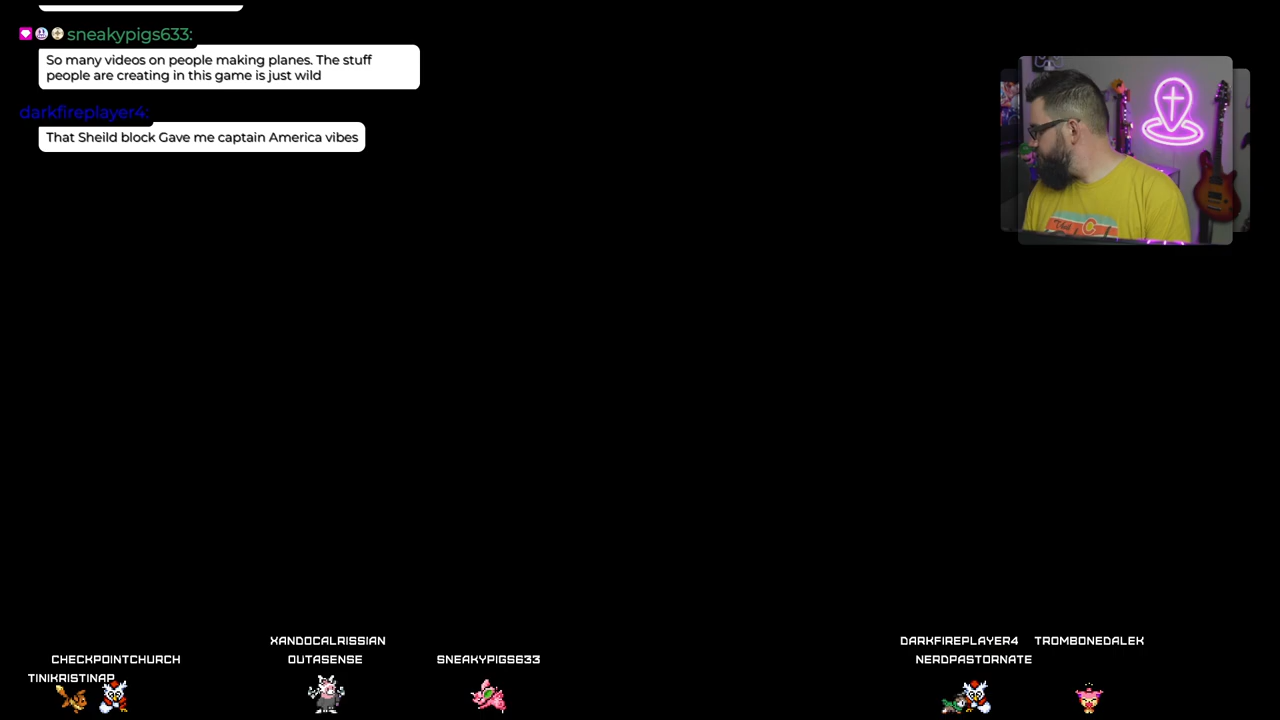 sneakypigs633:
So many videos on people making planes. The stuff
people are creating in this game is just wild
darkfireplayer4:
That Sheild block Gave me captain America vibes
XANDOCALRISSIAN
DARKFIREPLAYER4
TROMBONEDALEK
CHECKPOINTCHURCH
OUTASENSE
SNEAKYPIGS633
NERDPASTORNATE
TINIKRISTINAP